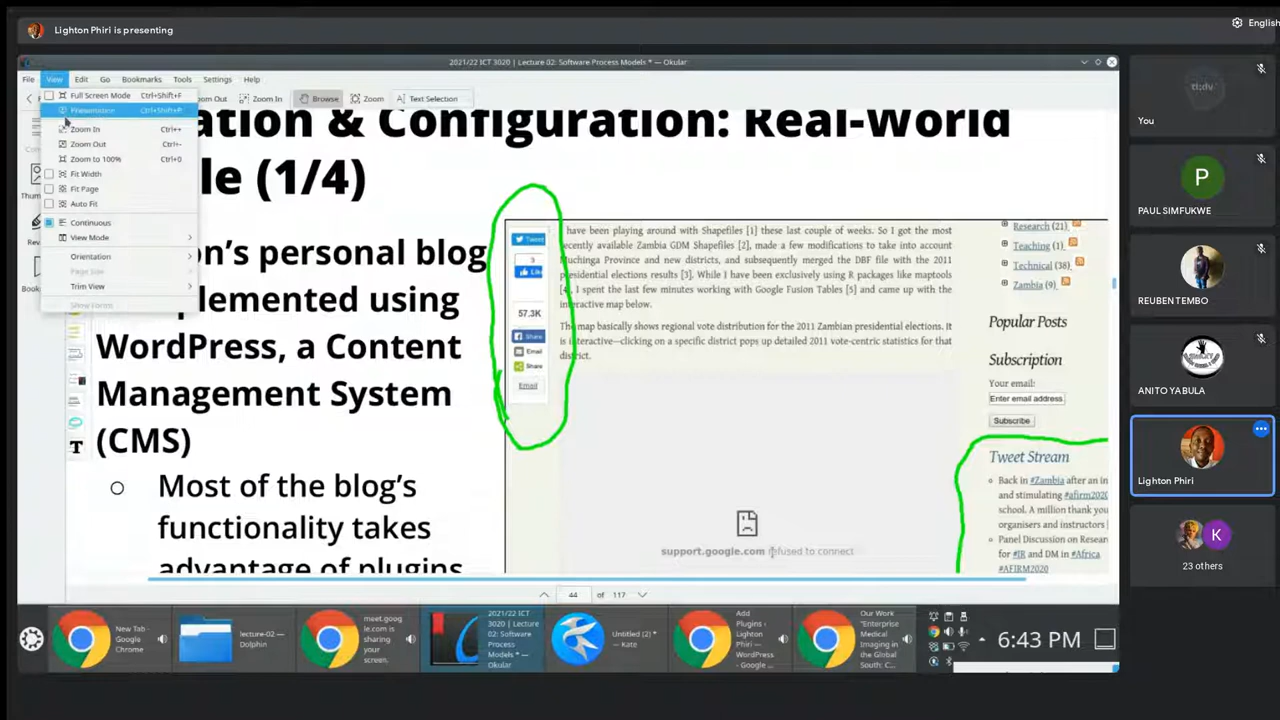 Lighton Phiri is presenting
English
2021/22 ICT 3020 | Lecture 02: Software Process Models * — Okular
File View Edit Go Bookmarks Tools Settings Help
Full Screen Mode Ctrl+Shift+F
Presentation Ctrl+Shift+P
Zoom In Ctrl++
Zoom Out Ctrl+-
Zoom to 100% Ctrl+0
Fit Width
Fit Page
Auto Fit
Continuous
View Mode
Orientation
Page Size
Trim View
Show Forms
om Out Zoom In Browse Zoom Text Selection
Thum
Rev
Book
ation & Configuration: Real-World
le (1/4)
on's personal blog
plemented using
WordPress, a Content
Management System
(CMS)
Most of the blog's
functionality takes
advantage of plugins
T
Tweet
3
Lik
57.3K
Share
Email
Share
Email
have been playing around with Shapefiles [1] these last couple of weeks. So I got the most
recently available Zambia GDM Shapefiles [2], made a few modifications to take into account
Muchinga Province and new districts, and subsequently merged the DBF file with the 2011
presidential elections results [3]. While I have been exclusively using R packages like maptools
[4], I spent the last few minutes working with Google Fusion Tables [5] and came up with the
interactive map below.
The map basically shows regional vote distribution for the 2011 Zambian presidential elections. It
is interactive—clicking on a specific district pops up detailed 2011 vote-centric statistics for that
district.
support.google.com refused to connect
Research (21)
Teaching (1)
Technical (38)
Zambia (9)
Popular Posts
Subscription
Your email:
Enter email address
Subscribe
Tweet Stream
Back in #Zambia after an in
and stimulating #afirm2020
school. A million thank you
organisers and instructors
Panel Discussion on Resear
for #IR and DM in #Africa
#AFIRM2020
44 of 117
New Tab - Google Chrome
lecture-02 — Dolphin
meet.google.com is sharing your screen.
2021/22 ICT 3020 | Lecture 02: Software Process Models * — Okular
Untitled (2) * — Kate
Add Plugins ‹ Lighton Phiri — WordPress - Google ...
Our Work "Enterprise Medical Imaging in the Global South: C...
6:43 PM
tl;dv
You
P
PAUL SIMFUKWE
REUBEN TEMBO
ANITO YABULA
Lighton Phiri
K
23 others